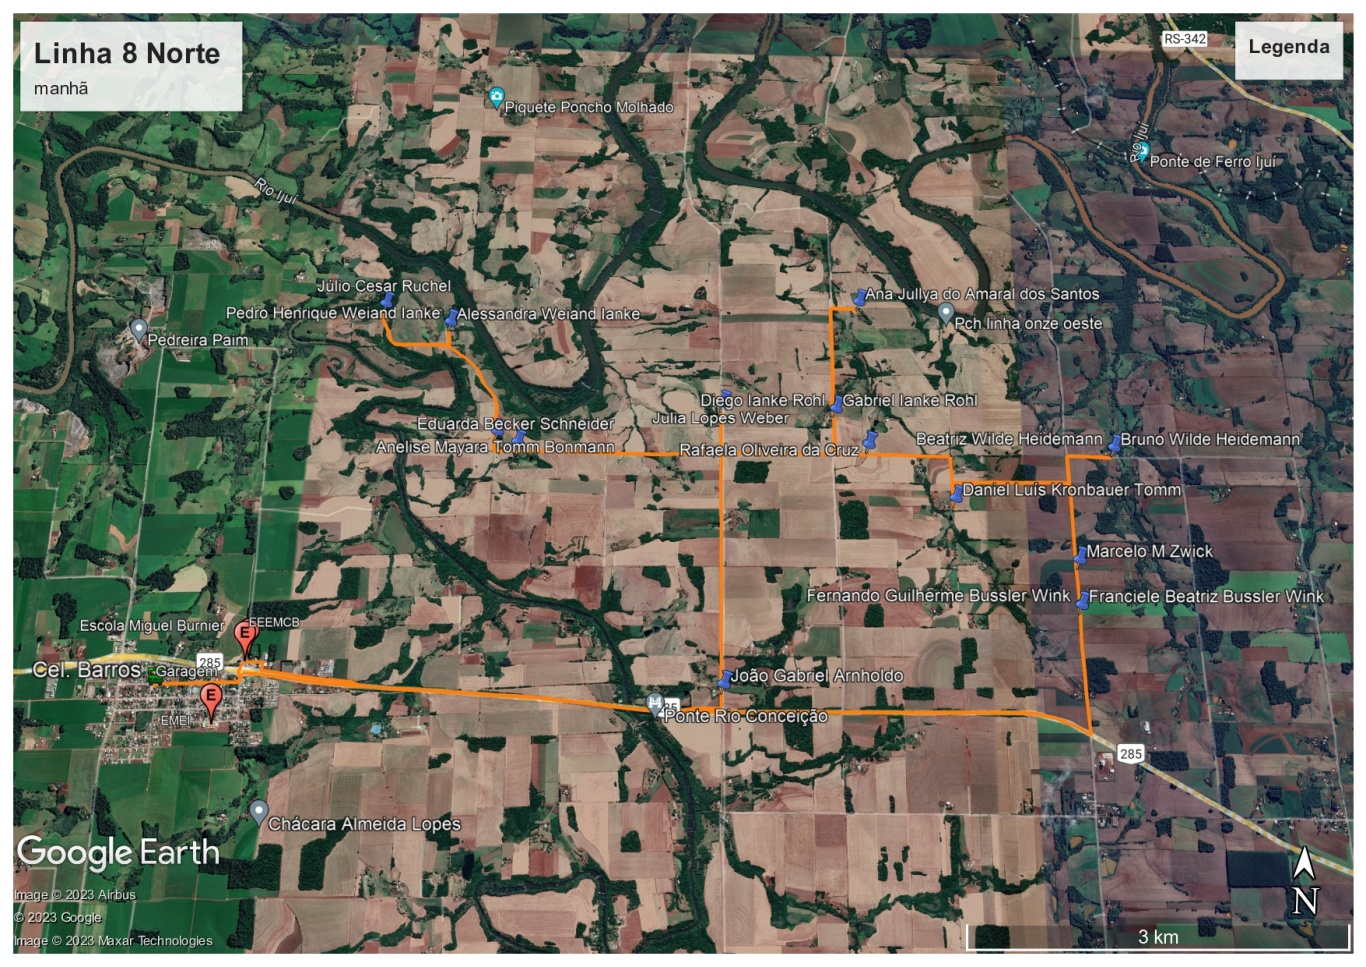 Linha 8 Norte
manhã
Legenda
RS-342
Piquete Poncho Molhado
Rio Ijuí
Ponte de Ferro Ijuí
Rio Ijuí
Júlio Cesar Ruchel
Ana Jullya do Amaral dos Santos
Pedro Henrique Weiand Ianke
Alessandra Weiand Ianke
Pch linha onze oeste
Pedreira Paim
Diego Ianke Rohl
Gabriel Ianke Rohl
Julia Lopes Weber
Eduarda Becker Schneider
Beatriz Wilde Heidemann
Bruno Wilde Heidemann
Anelise Mayara Tomm Bonmann
Rafaela Oliveira da Cruz
Daniel Luis Kronbauer Tomm
Marcelo M Zwick
Fernando Guilherme Bussler Wink
Franciele Beatriz Bussler Wink
Escola Miguel Burnier
EEEMCB
E
285
Cel. Barros
Garagem
João Gabriel Arnholdo
E
EMEI
Ponte Rio Conceição
285
Chácara Almeida Lopes
Google Earth
Image © 2023 Airbus
© 2023 Google
Image © 2023 Maxar Technologies
N
3 km